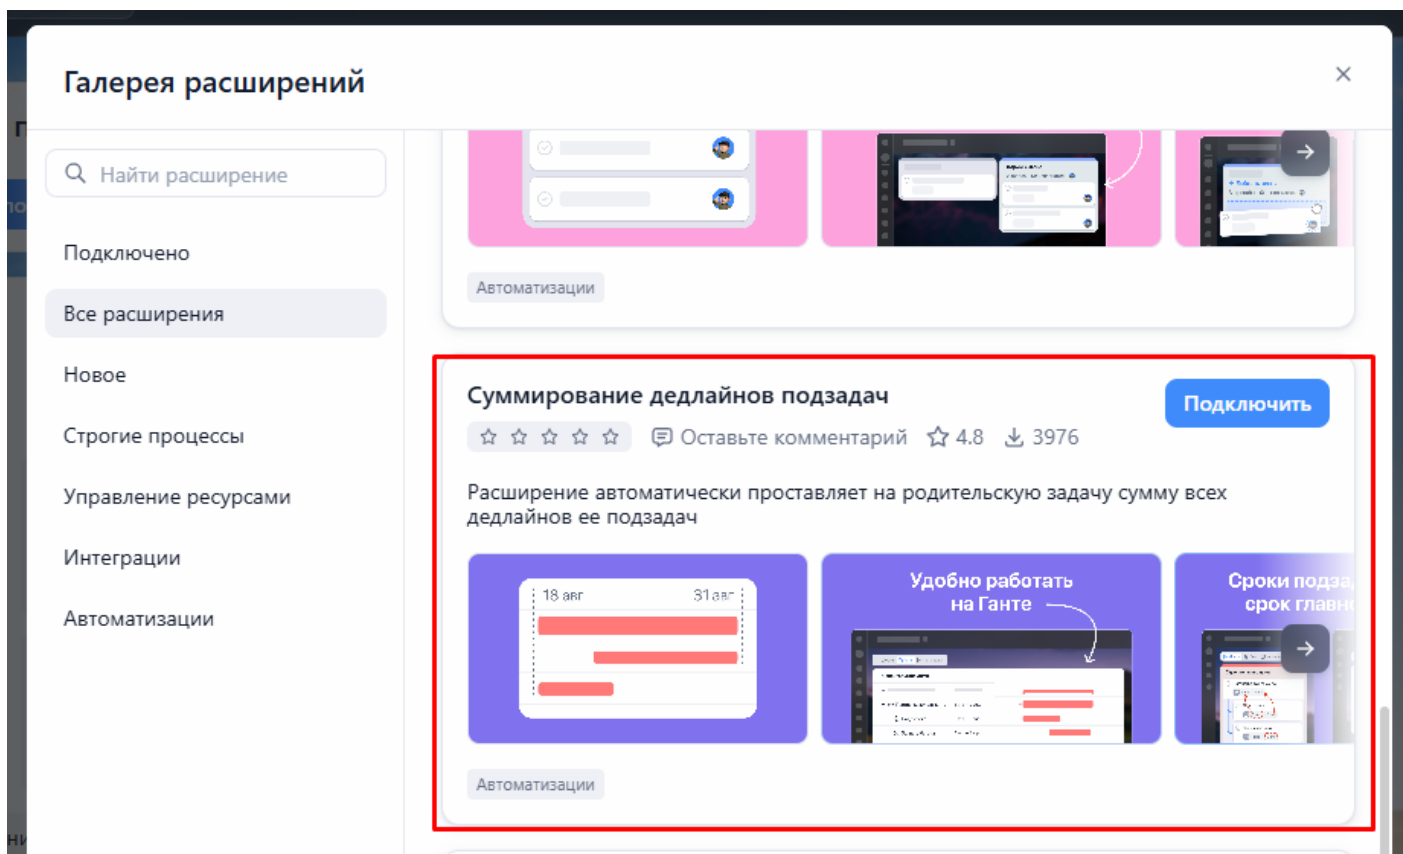 Галерея расширений
Найти расширение
Подключено
Все расширения
Новое
Строгие процессы
Управление ресурсами
Интеграции
Автоматизации
Автоматизации
Суммирование дедлайнов подзадач
Подключить
Оставьте комментарий 4.8 3976
Расширение автоматически проставляет на родительскую задачу сумму всех
дедлайнов ее подзадач
18 авг 31 авг
Удобно работать
на Ганте
Сроки
срок
Автоматизации